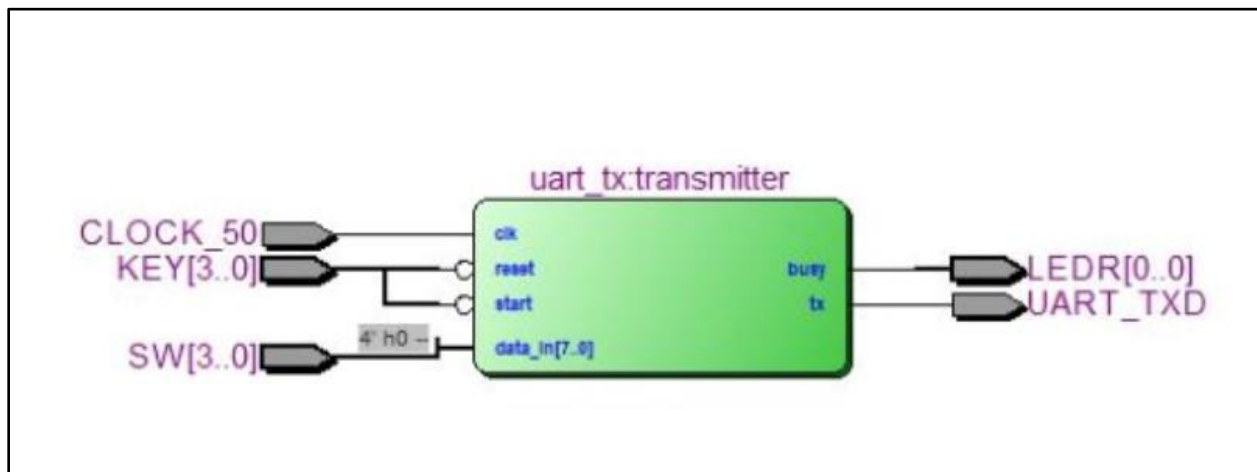 uart_tx:transmitter
CLOCK_50
KEY[3..0]
SW[3..0]
4' h0 --
clk
reset
start
data_in[7..0]
busy
tx
LEDR[0..0]
UART_TXD